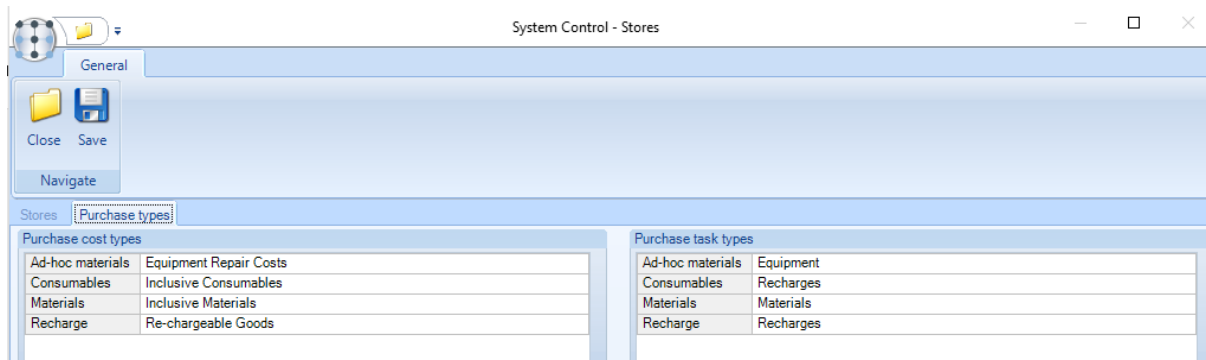 System Control - Stores
General
Close Save
Navigate
Stores Purchase types
Purchase cost types
Ad-hoc materials Equipment Repair Costs
Consumables Inclusive Consumables
Materials Inclusive Materials
Recharge Re-chargeable Goods
Purchase task types
Ad-hoc materials Equipment
Consumables Recharges
Materials Materials
Recharge Recharges